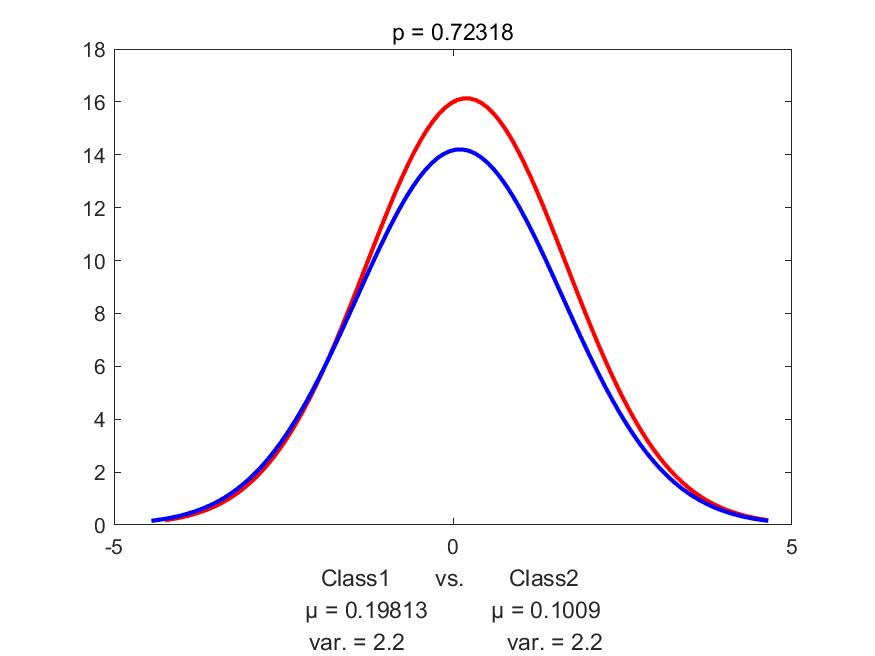 p = 0.72318
18
16
14
12
10
8
6
4
2
0
-5 0 5
Class1 vs. Class2
μ = 0.19813 μ = 0.1009
var. = 2.2 var. = 2.2